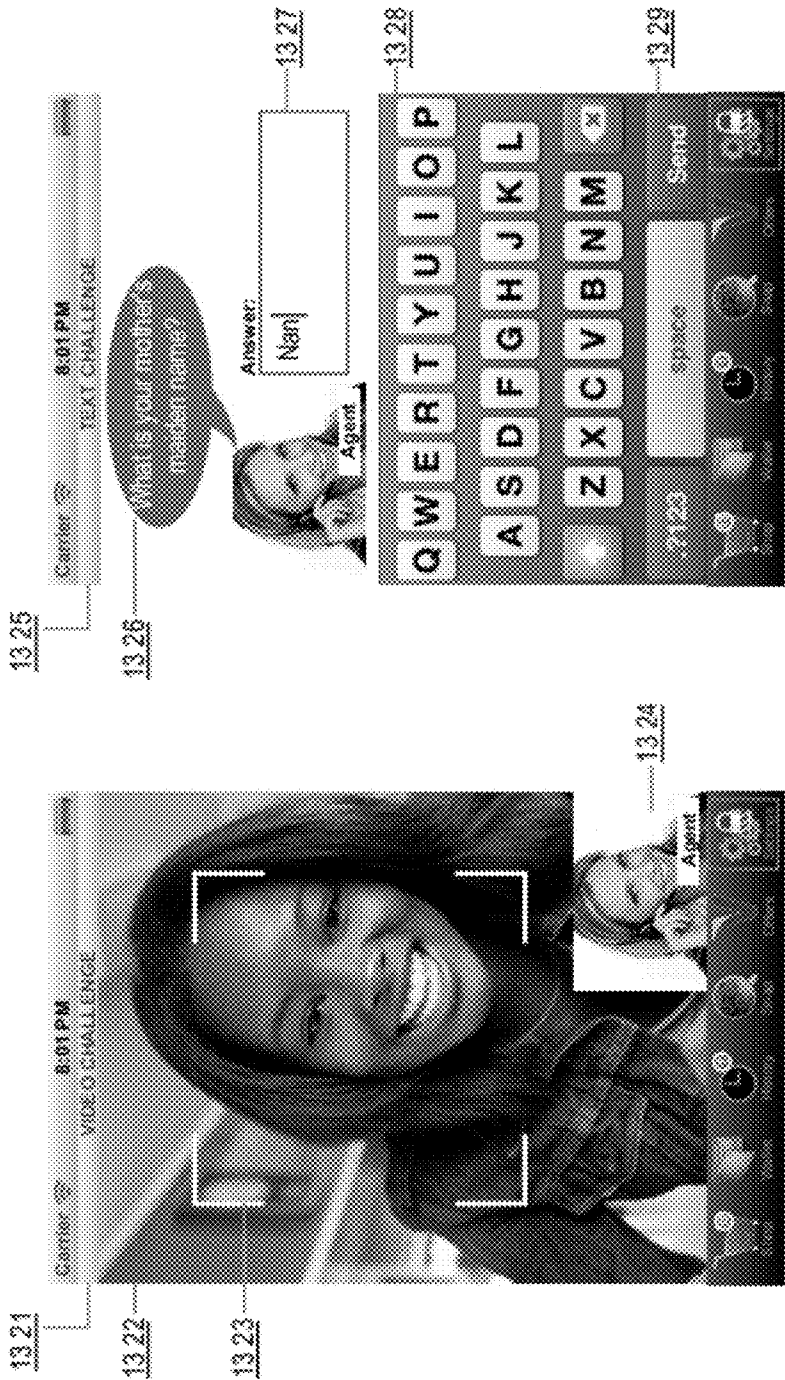 13 21
Carrier 8:01 PM
VIDEO CHALLENGE
13 22
13 23
13 24
Agent
13 25
Carrier 8:01 PM
TEXT CHALLENGE
13 26
What is your mother's
maiden name?
Answer:
13 27
Nan
Agent
13 28
Q W E R T Y U I O P
A S D F G H J K L
Z X C V B N M
.?123 space Send
13 29